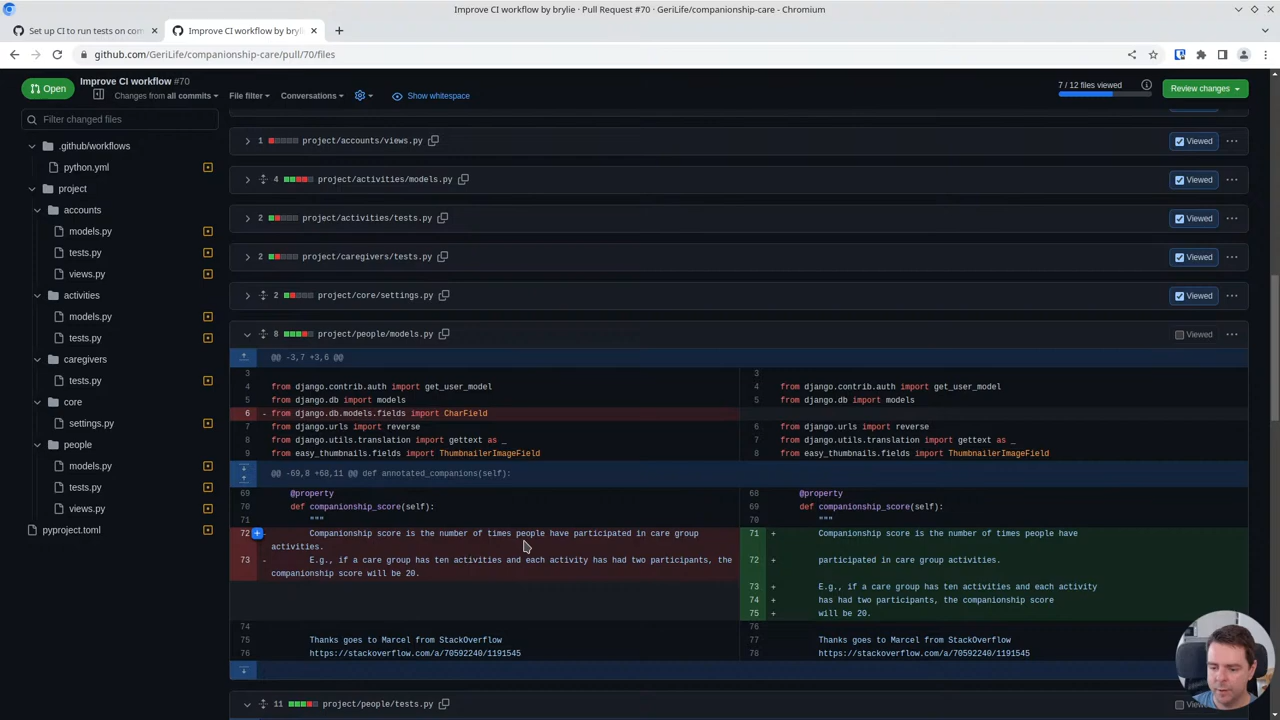 Improve CI workflow by brylie · Pull Request #70 · GeriLife/companionship-care - Chromium
Set up CI to run tests on com
Improve CI workflow by brylie
github.com/GeriLife/companionship-care/pull/70/files
Open
Improve CI workflow #70
Changes from all commits
File filter
Conversations
Show whitespace
7 / 12 files viewed
Review changes
Filter changed files
.github/workflows
python.yml
project
accounts
models.py
tests.py
views.py
activities
models.py
tests.py
caregivers
tests.py
core
settings.py
people
models.py
tests.py
views.py
pyproject.toml
1 project/accounts/views.py Viewed
4 project/activities/models.py Viewed
2 project/activities/tests.py Viewed
2 project/caregivers/tests.py Viewed
2 project/core/settings.py Viewed
8 project/people/models.py Viewed
@@ -3,7 +3,6 @@
3
4 from django.contrib.auth import get_user_model
5 from django.db import models
6 - from django.db.models.fields import CharField
7 from django.urls import reverse
8 from django.utils.translation import gettext as _
9 from easy_thumbnails.fields import ThumbnailerImageField
@@ -69,8 +68,11 @@ def annotated_companions(self):
69 @property
70 def companionship_score(self):
71 """
72 - Companionship score is the number of times people have participated in care group
activities.
73 - E.g., if a care group has ten activities and each activity has had two participants, the
companionship score will be 20.
74
75 Thanks goes to Marcel from StackOverflow
76 https://stackoverflow.com/a/70592240/1191545
3
4 from django.contrib.auth import get_user_model
5 from django.db import models
6 from django.urls import reverse
7 from django.utils.translation import gettext as _
8 from easy_thumbnails.fields import ThumbnailerImageField
68 @property
69 def companionship_score(self):
70 """
71 + Companionship score is the number of times people have
72 + participated in care group activities.
73 + E.g., if a care group has ten activities and each activity
74 + has had two participants, the companionship score
75 + will be 20.
76
77 Thanks goes to Marcel from StackOverflow
78 https://stackoverflow.com/a/70592240/1191545
11 project/people/tests.py Viewed